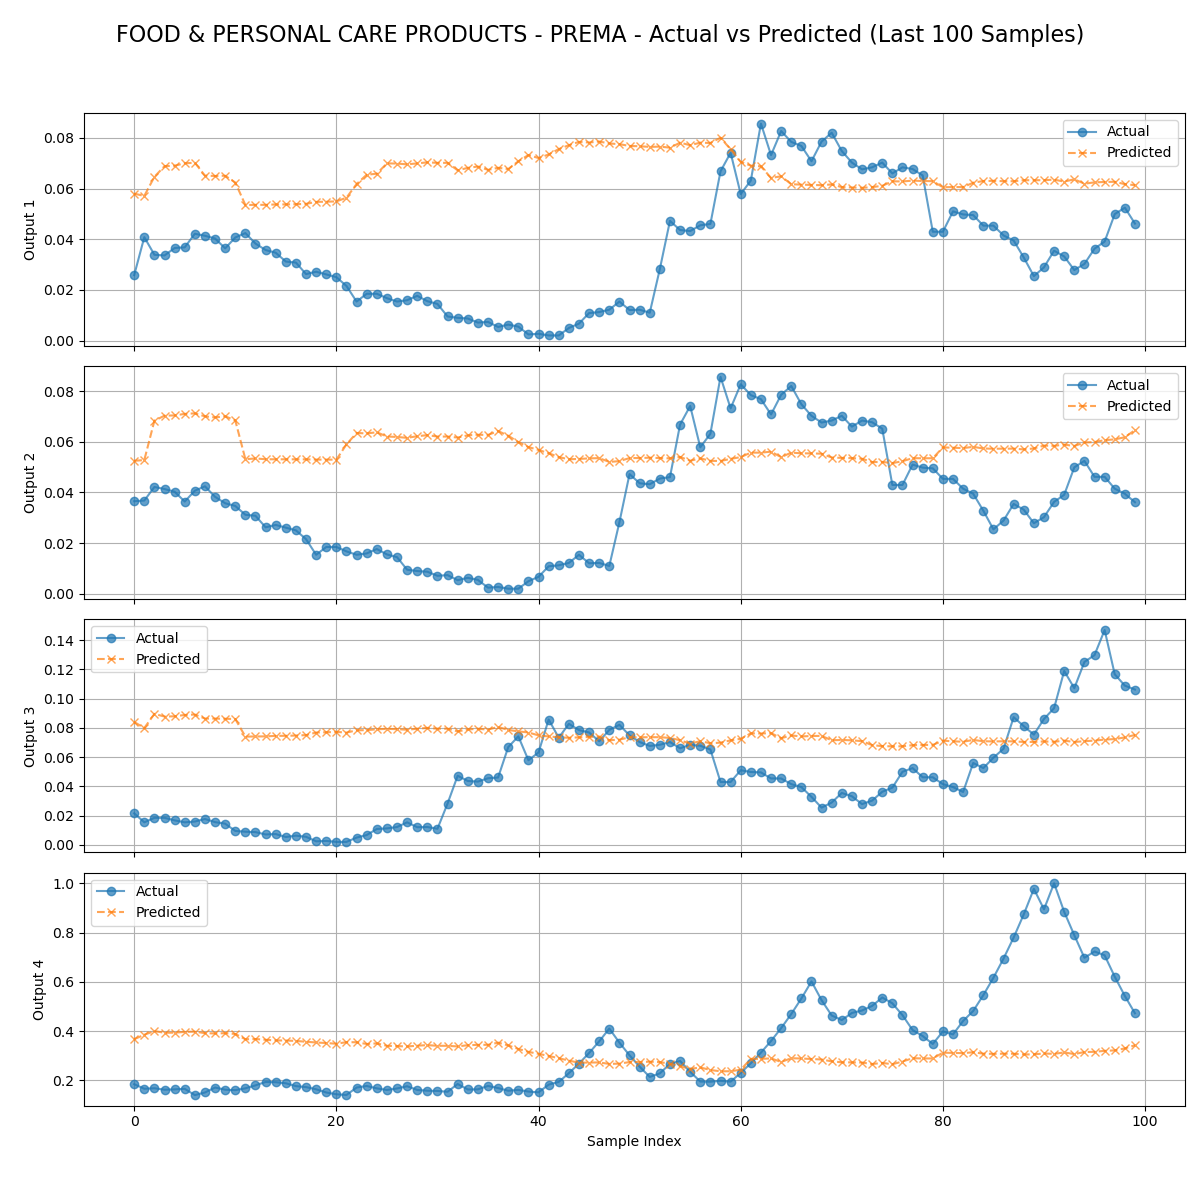 FOOD & PERSONAL CARE PRODUCTS - PREMA - Actual vs Predicted (Last 100 Samples)
0.08
0.06
0.04
0.02
0.00
Output 1
Actual
Predicted
0.08
0.06
0.04
0.02
0.00
Output 2
Actual
Predicted
0.14
0.12
0.10
0.08
0.06
0.04
0.02
0.00
Output 3
Actual
Predicted
1.0
0.8
0.6
0.4
0.2
Output 4
Actual
Predicted
0 20 40 60 80 100
Sample Index